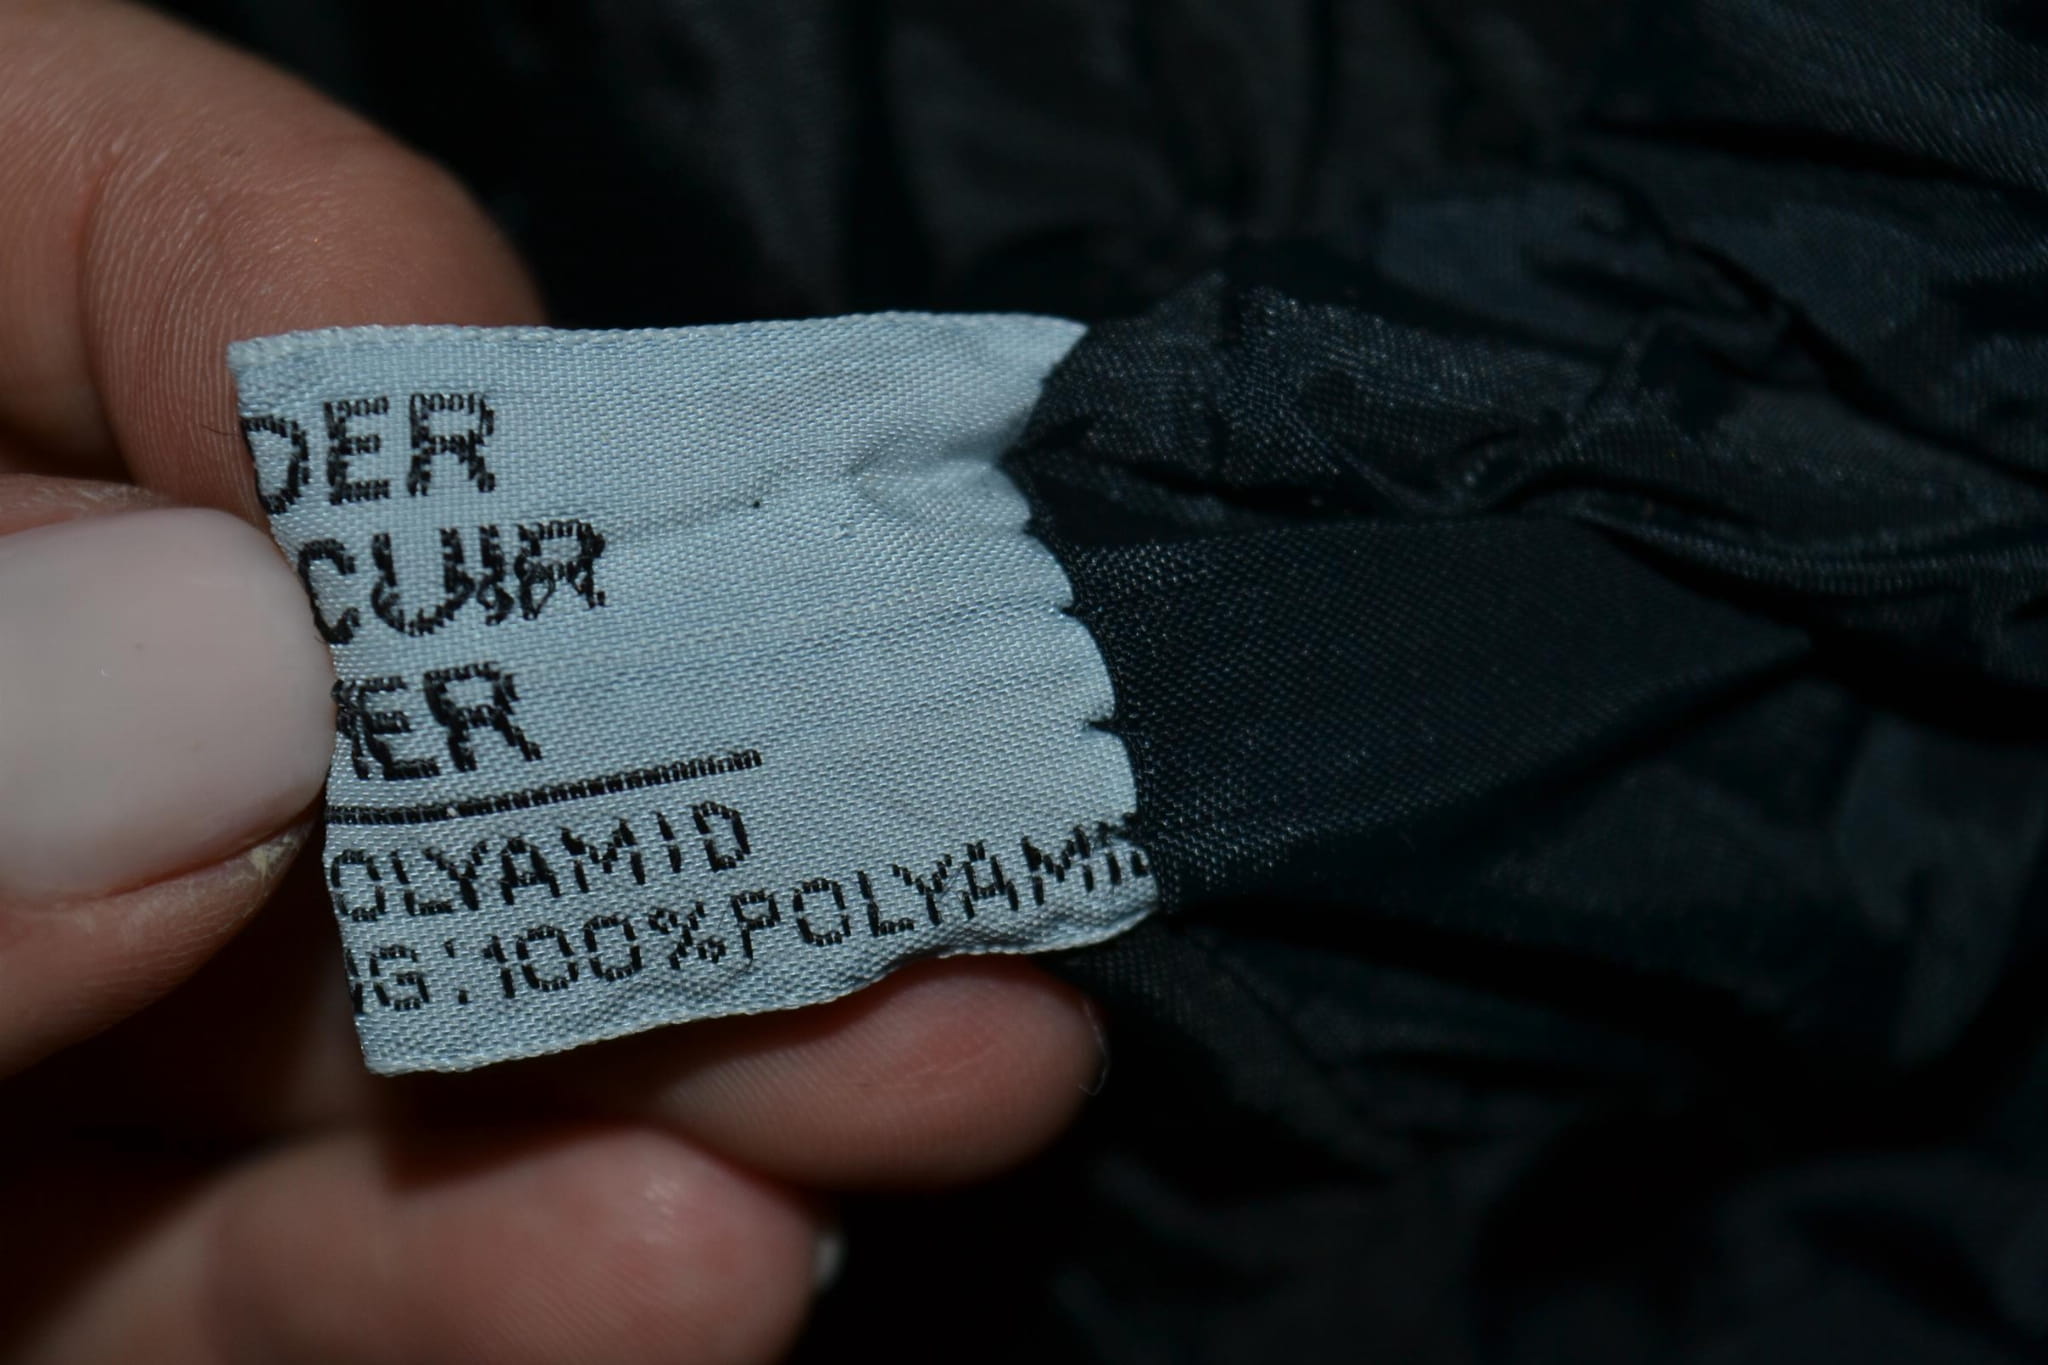 DER
CUIR
ER
OLYAMID
G:100%POLYAMI